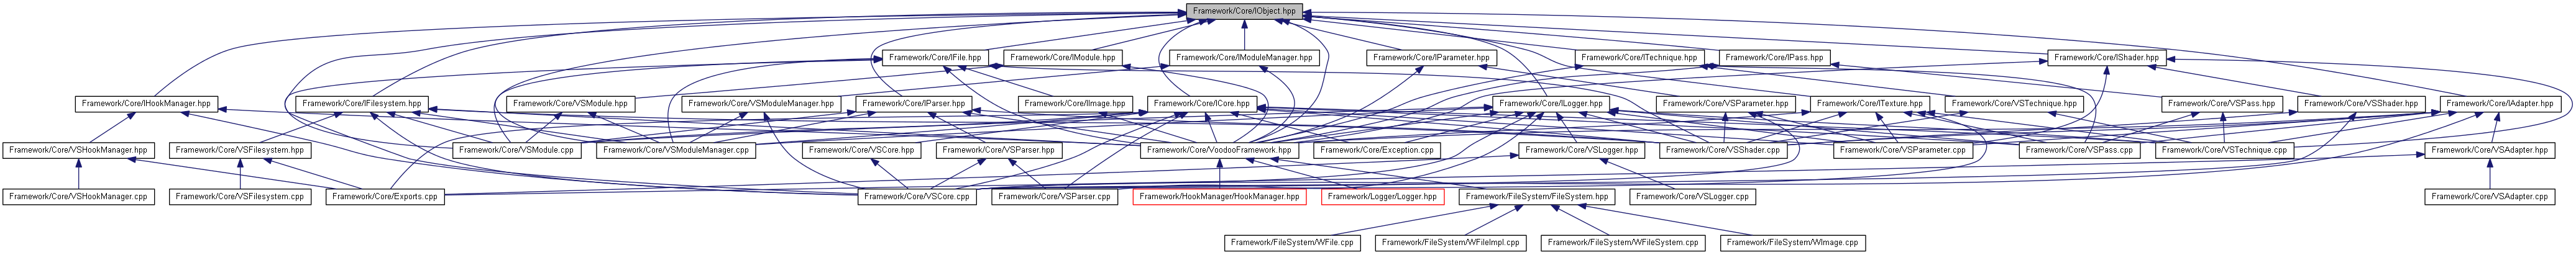 Framework/Core/IObject.hpp
Framework/Core/IFile.hpp
Framework/Core/IModule.hpp
Framework/Core/IModuleManager.hpp
Framework/Core/IParameter.hpp
Framework/Core/ITechnique.hpp
Framework/Core/IPass.hpp
Framework/Core/IShader.hpp
Framework/Core/IHookManager.hpp
Framework/Core/IFilesystem.hpp
Framework/Core/VSModule.hpp
Framework/Core/VSModuleManager.hpp
Framework/Core/IParser.hpp
Framework/Core/IImage.hpp
Framework/Core/ICore.hpp
Framework/Core/ILogger.hpp
Framework/Core/VSParameter.hpp
Framework/Core/ITexture.hpp
Framework/Core/VSTechnique.hpp
Framework/Core/VSPass.hpp
Framework/Core/VSShader.hpp
Framework/Core/IAdapter.hpp
Framework/Core/VSHookManager.hpp
Framework/Core/VSFilesystem.hpp
Framework/Core/VSModule.cpp
Framework/Core/VSModuleManager.cpp
Framework/Core/VSCore.hpp
Framework/Core/VSParser.hpp
Framework/Core/VoodooFramework.hpp
Framework/Core/Exception.cpp
Framework/Core/VSLogger.hpp
Framework/Core/VSShader.cpp
Framework/Core/VSParameter.cpp
Framework/Core/VSPass.cpp
Framework/Core/VSTechnique.cpp
Framework/Core/VSAdapter.hpp
Framework/Core/VSHookManager.cpp
Framework/Core/VSFilesystem.cpp
Framework/Core/Exports.cpp
Framework/HookManager/HookManager.hpp
Framework/Logger/Logger.hpp
Framework/FileSystem/FileSystem.hpp
Framework/Core/VSCore.cpp
Framework/Core/VSParser.cpp
Framework/Core/VSLogger.cpp
Framework/Core/VSAdapter.cpp
Framework/FileSystem/WFile.cpp
Framework/FileSystem/WFileImpl.cpp
Framework/FileSystem/WFileSystem.cpp
Framework/FileSystem/WImage.cpp